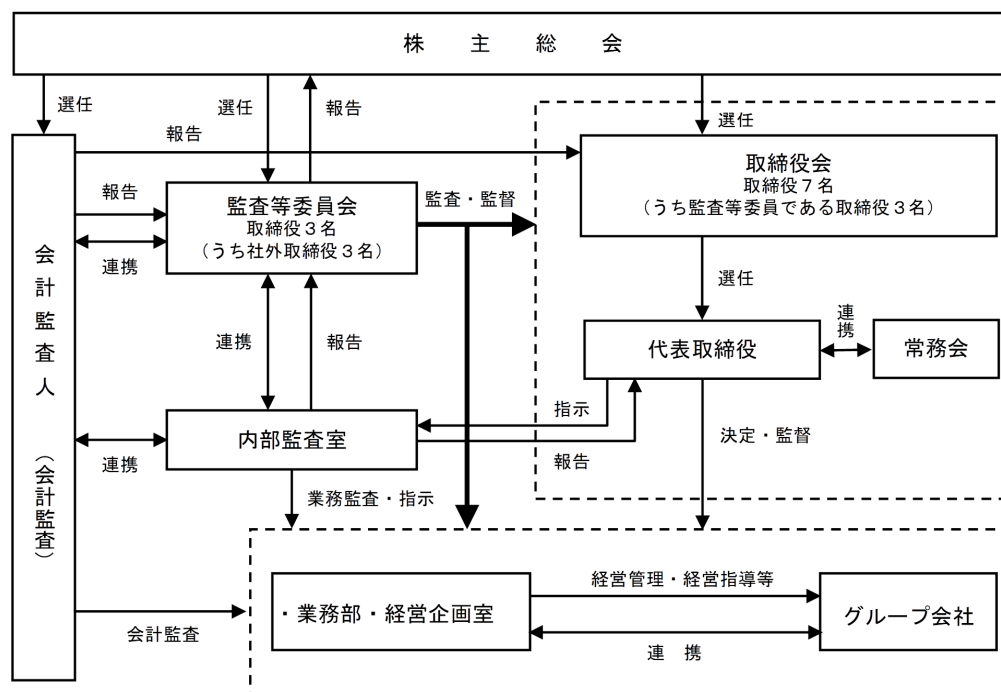 株主総会
選任
選任
報告
選任
報告
取締役会
取締役７名
（うち監査等委員である取締役３名）
報告
監査等委員会
取締役３名
（うち社外取締役３名）
監査・監督
連携
会計監査人
（会計監査）
選任
連携
報告
代表取締役
連携
常務会
指示
内部監査室
報告
決定・監督
連携
業務監査・指示
・業務部・経営企画室
経営管理・経営指導等
グループ会社
連携
会計監査